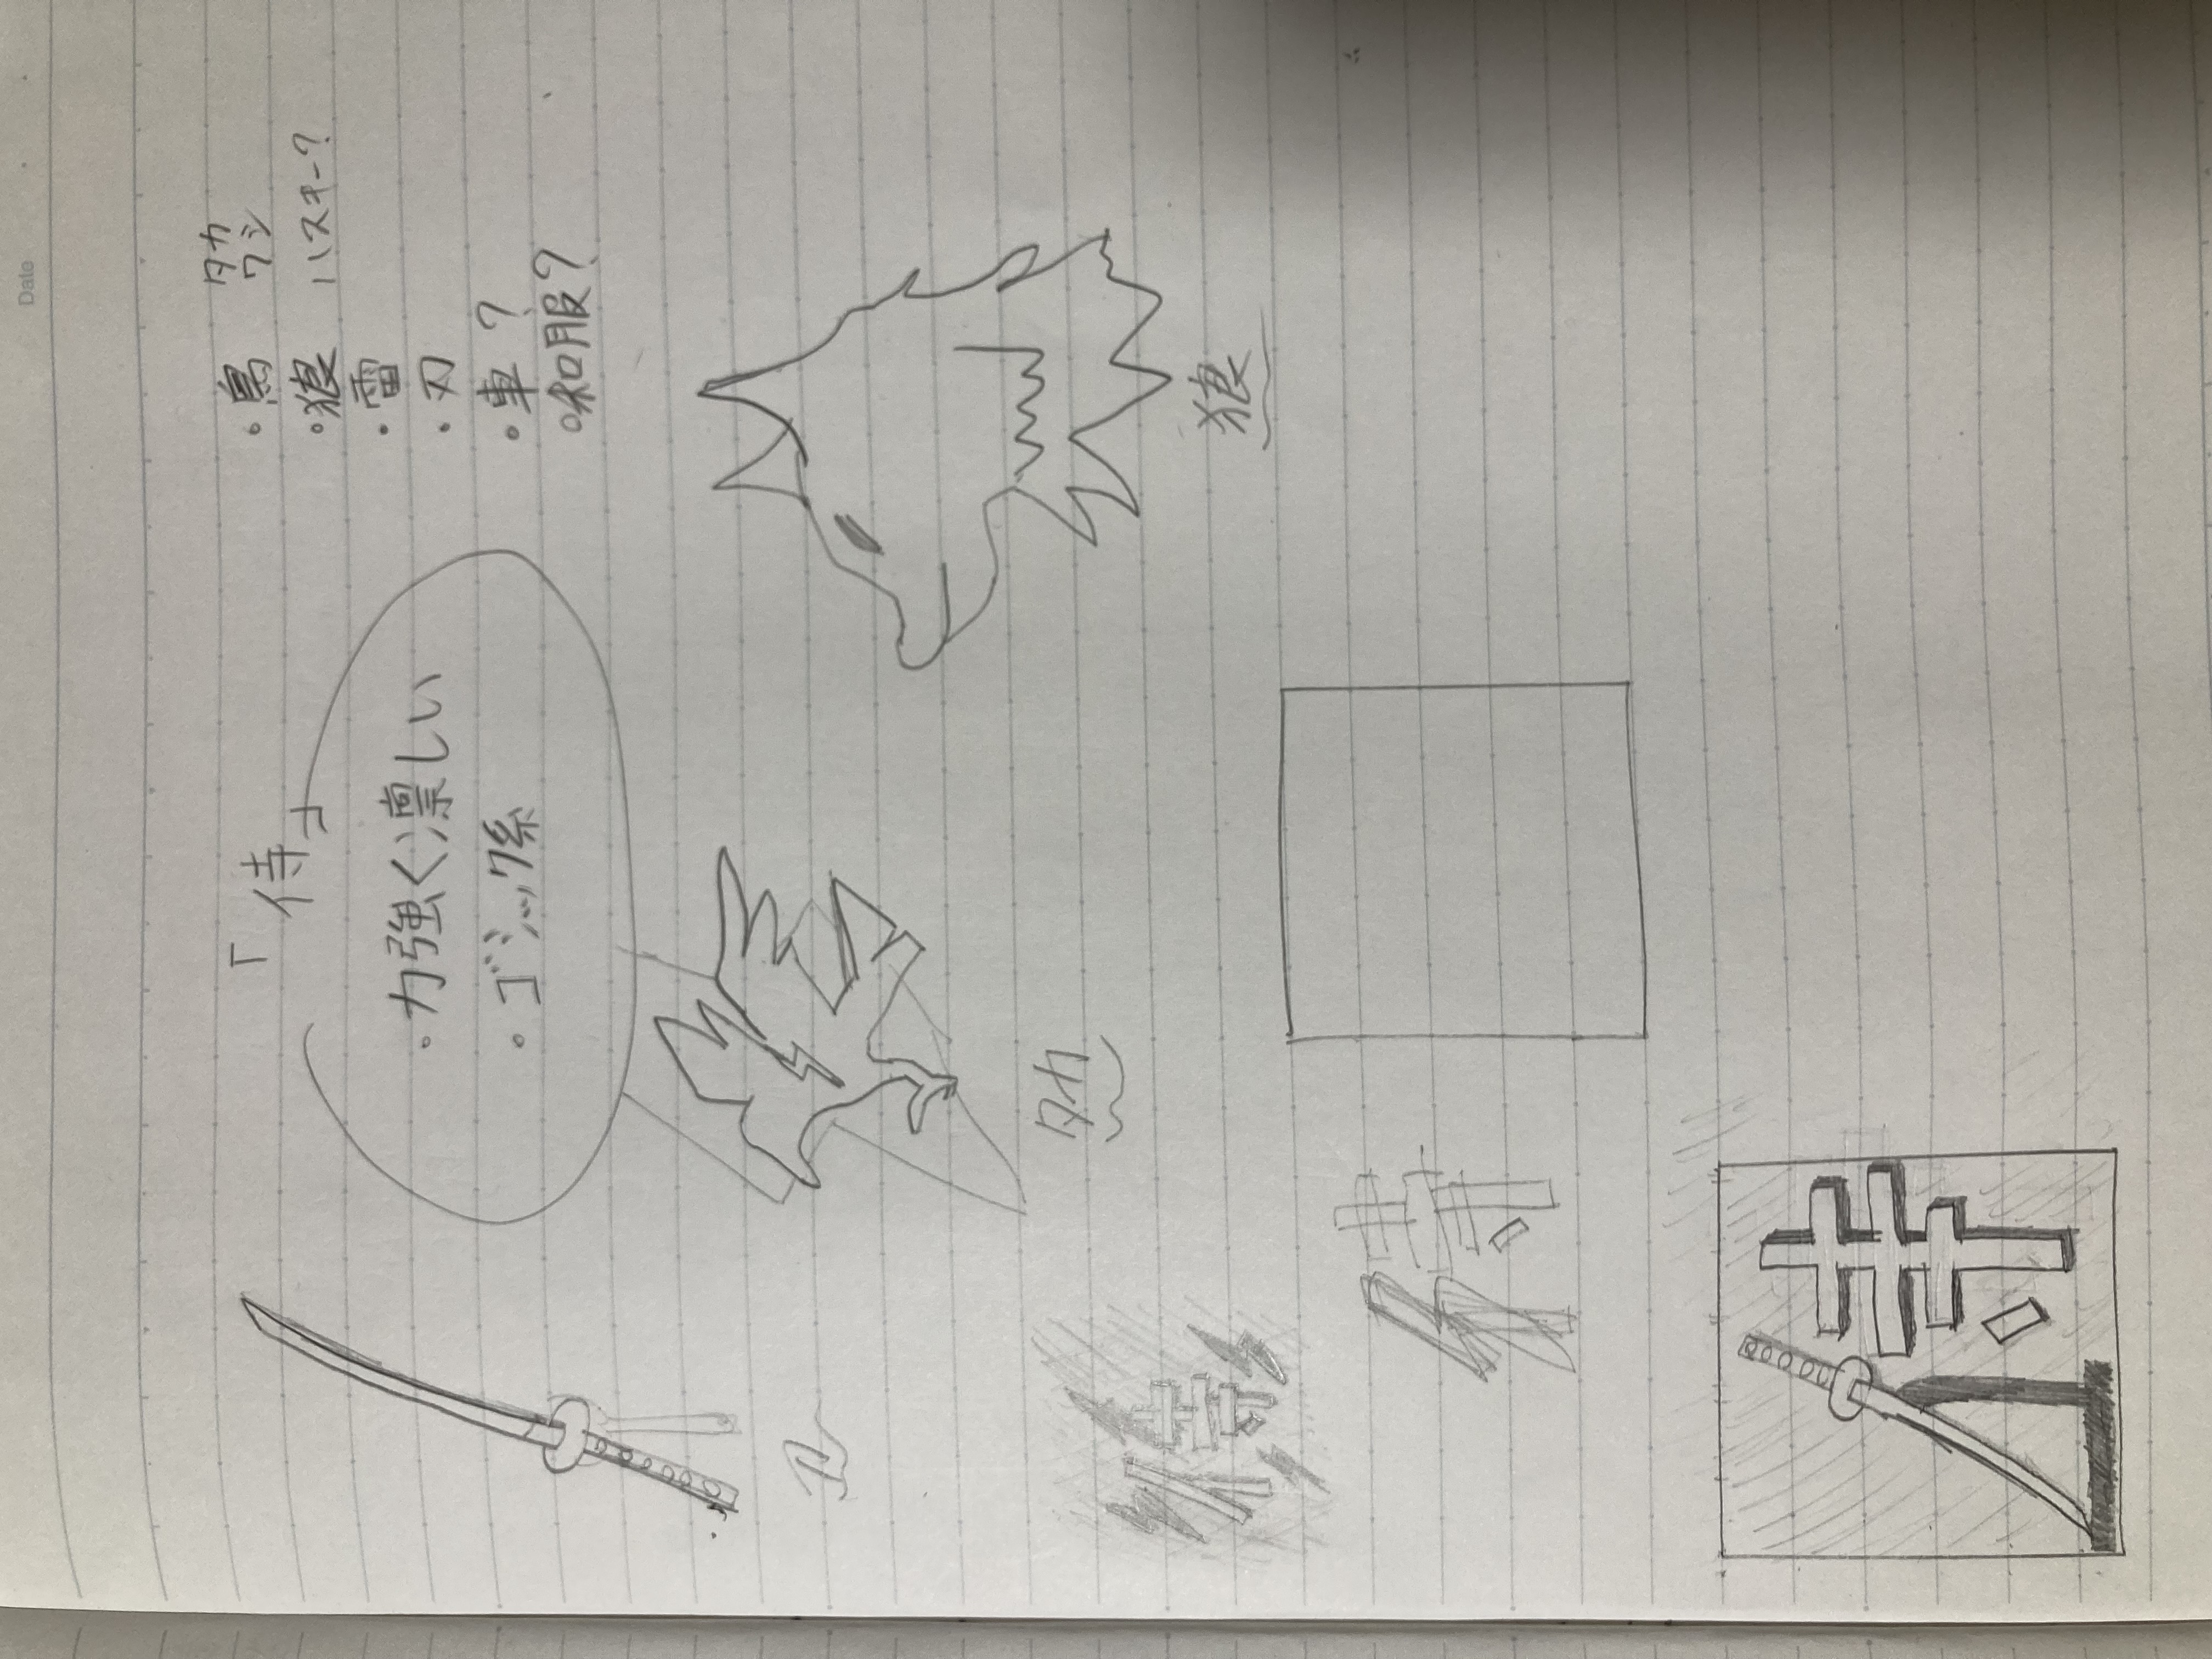 Date
「侍」
・力強く凛しい
・ゴシック系
・鳥 タカ
ワシ
・狼 ハスキー?
・雷
・刃
・車?
・和服?
刀
タカ
狼
侍
侍
侍